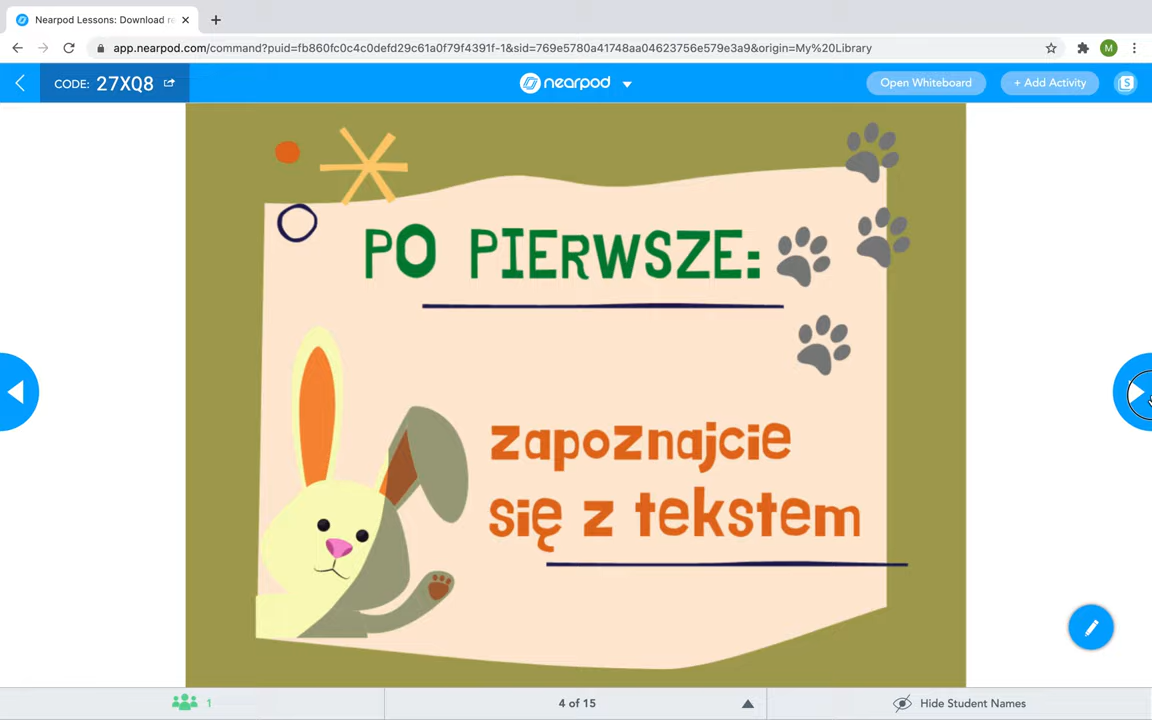 Nearpod Lessons: Download re
app.nearpod.com/command?puid=fb860fc0c4c0defd29c61a0f79f4391f-1&sid=769e5780a41748aa04623756e579e3a9&origin=My%20Library
M
CODE: 27XQ8
nearpod
Open Whiteboard
+ Add Activity
S
PO PIERWSZE:
zapoznajcie
się z tekstem
1
4 of 15
Hide Student Names